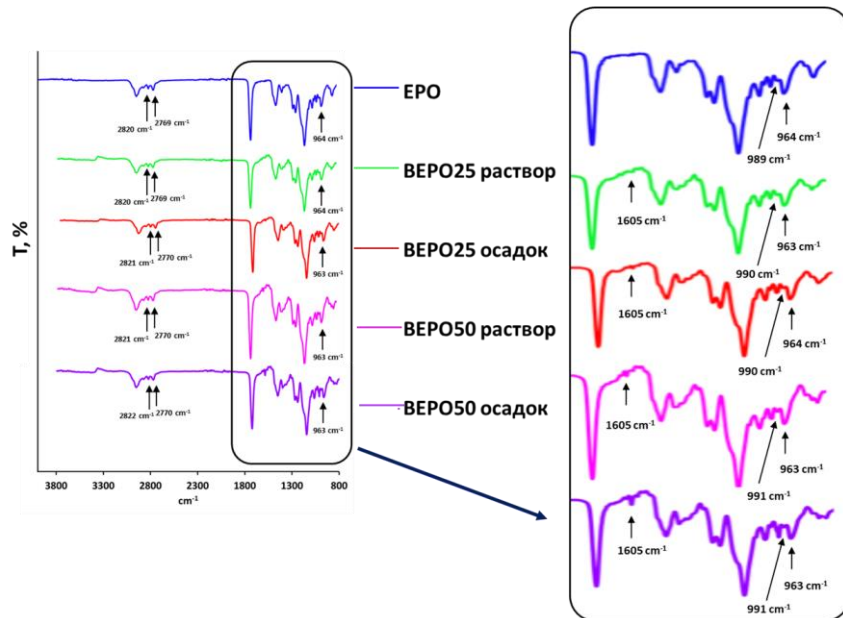 EPO
2820 cm⁻¹
2769 cm⁻¹
964 cm⁻¹
BEPO25 раствор
2820 cm⁻¹
2769 cm⁻¹
964 cm⁻¹
BEPO25 осадок
2821 cm⁻¹
2770 cm⁻¹
963 cm⁻¹
BEPO50 раствор
2821 cm⁻¹
2770 cm⁻¹
963 cm⁻¹
BEPO50 осадок
2822 cm⁻¹
2770 cm⁻¹
963 cm⁻¹
T, %
3800 3300 2800 2300 1800 1300 800
cm⁻¹
964 cm⁻¹
989 cm⁻¹
1605 cm⁻¹
963 cm⁻¹
990 cm⁻¹
1605 cm⁻¹
964 cm⁻¹
990 cm⁻¹
1605 cm⁻¹
963 cm⁻¹
991 cm⁻¹
1605 cm⁻¹
963 cm⁻¹
991 cm⁻¹